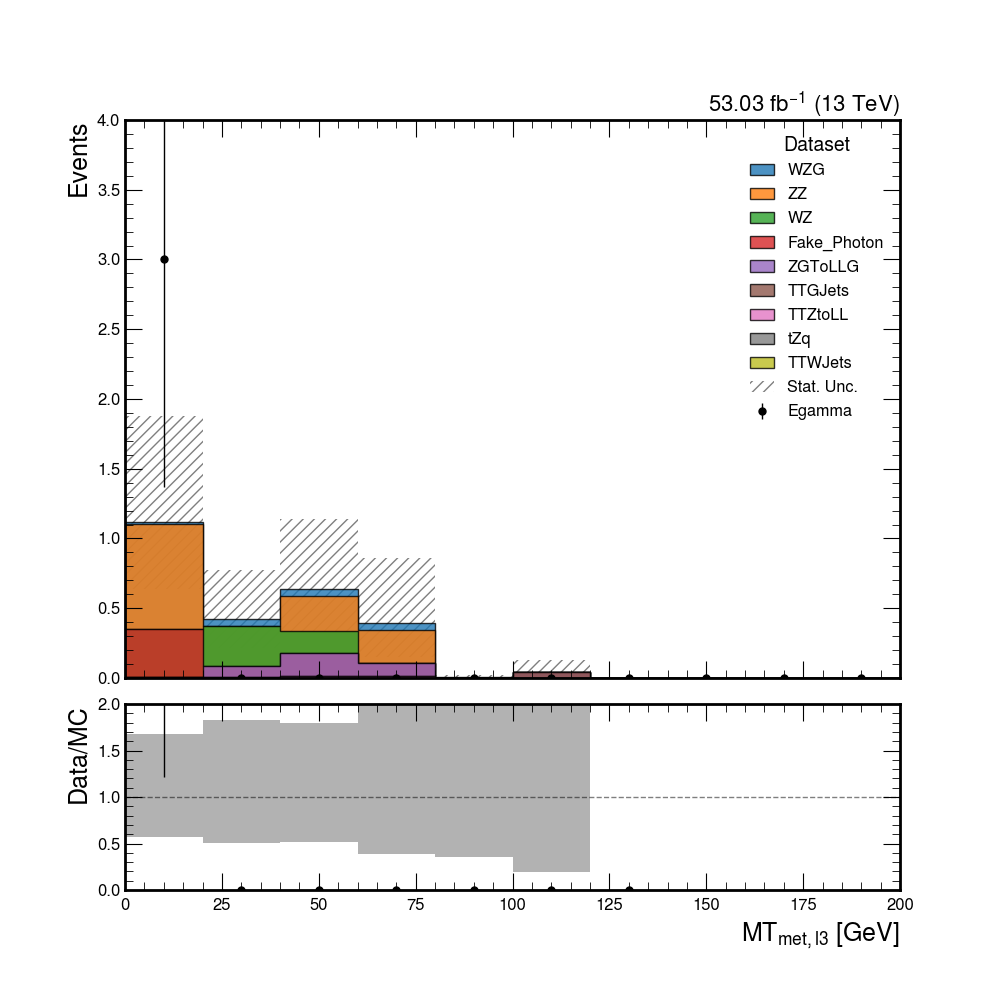 53.03 fb⁻¹ (13 TeV)
Events
4.0
3.5
3.0
2.5
2.0
1.5
1.0
0.5
0.0
Dataset
WZG
ZZ
WZ
Fake_Photon
ZGToLLG
TTGJets
TTZtoLL
tZq
TTWJets
Stat. Unc.
Egamma
Data/MC
2.0
1.5
1.0
0.5
0.0
0 25 50 75 100 125 150 175 200
MT_met, l3 [GeV]